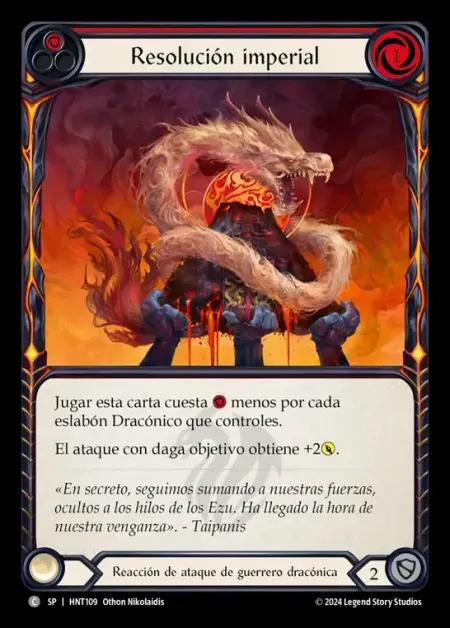 Resolución imperial
1
Jugar esta carta cuesta menos por cada
eslabón Dracónico que controles.
El ataque con daga objetivo obtiene +2.
«En secreto, seguimos sumando a nuestras fuerzas,
ocultos a los hilos de los Ezu. Ha llegado la hora de
nuestra venganza». - Taipanis
Reacción de ataque de guerrero dracónica
2
C SP | HNT109 Othon Nikolaidis
© 2024 Legend Story Studios